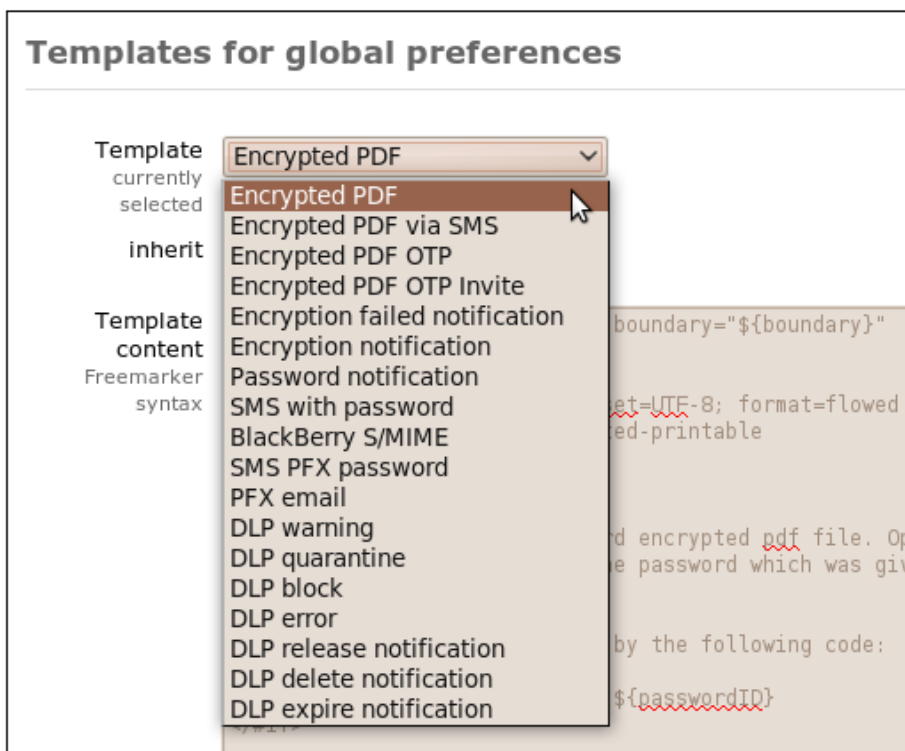 Templates for global preferences
Template
currently
selected
Encrypted PDF
Encrypted PDF
Encrypted PDF via SMS
Encrypted PDF OTP
Encrypted PDF OTP Invite
Encryption failed notification
Encryption notification
Password notification
SMS with password
BlackBerry S/MIME
SMS PFX password
PFX email
DLP warning
DLP quarantine
DLP block
DLP error
DLP release notification
DLP delete notification
DLP expire notification
inherit
Template
content
Freemarker
syntax
boundary="${boundary}"
set=UTF-8; format=flowed
ed-printable
encrypted pdf file.
password which was
by the following code:
${passwordID}